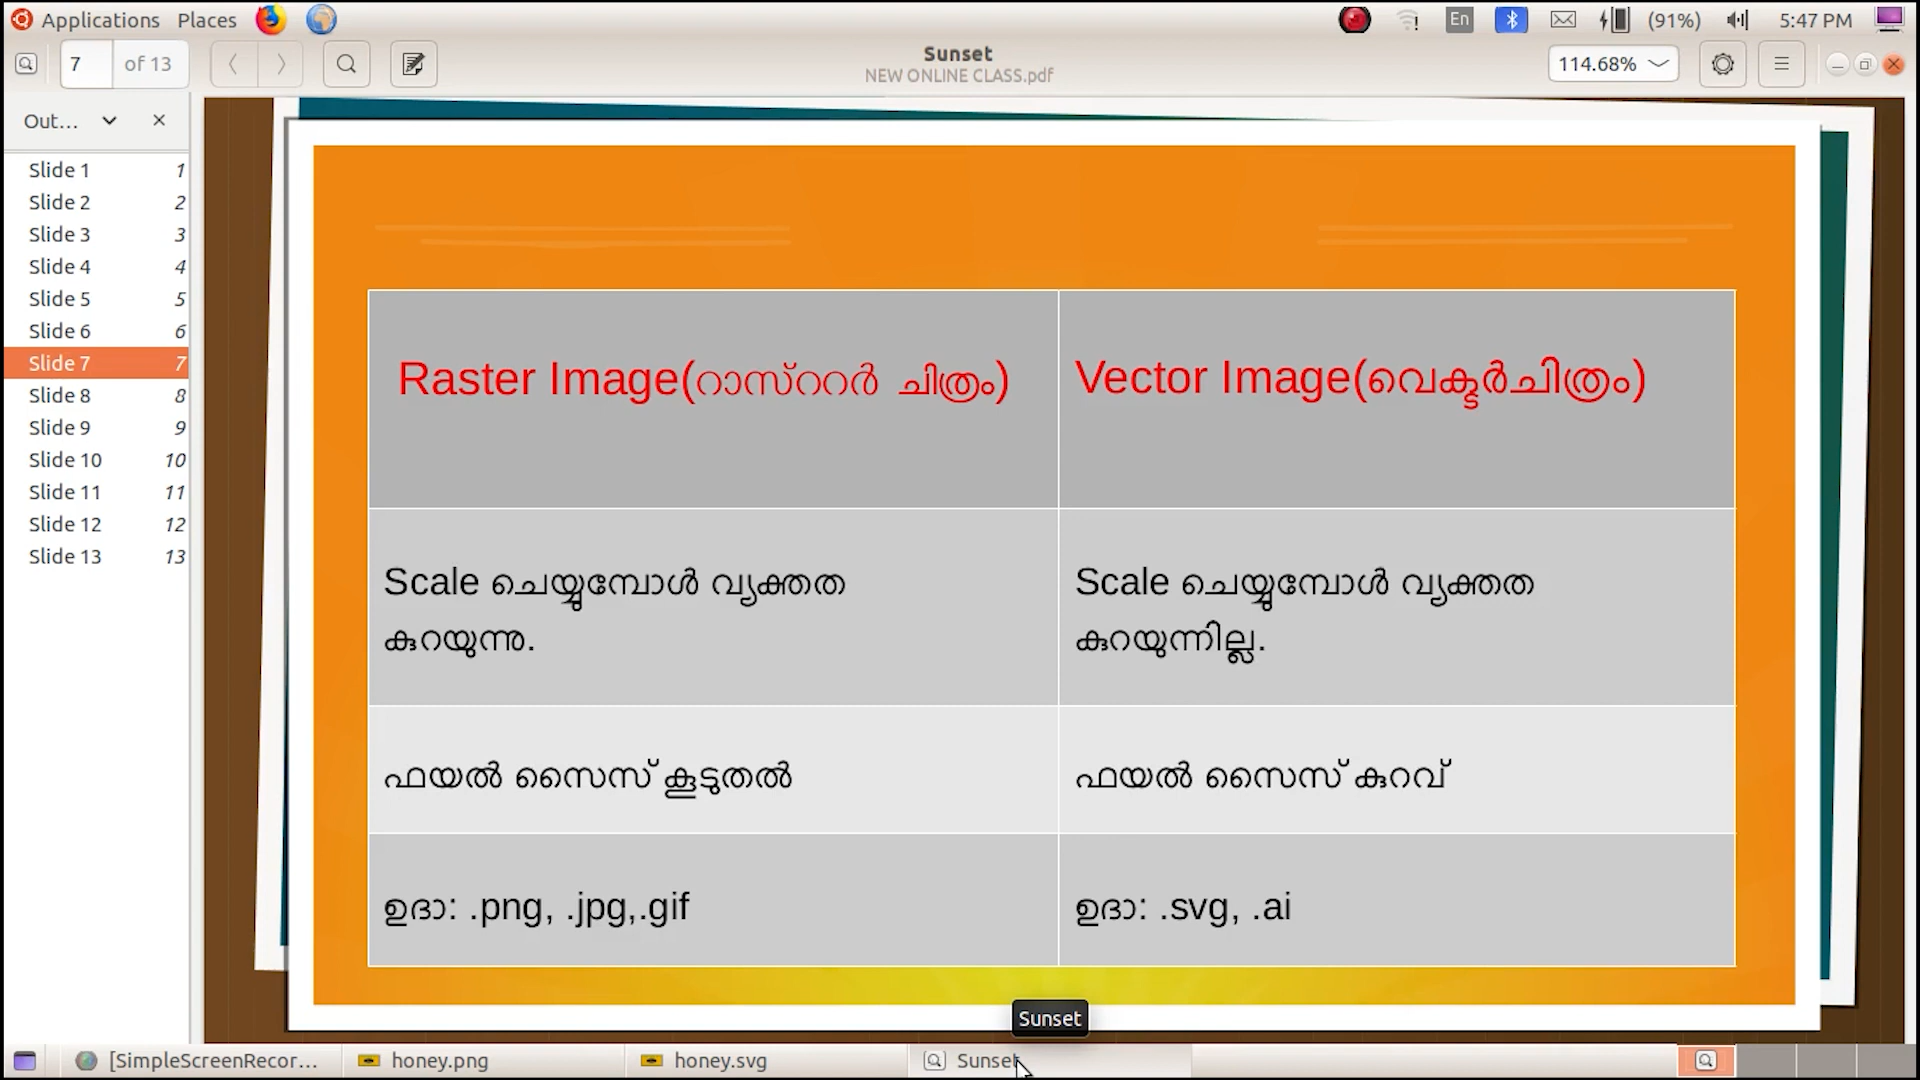 Applications Places
En
(91%)
5:47 PM
7 of 13
Sunset
NEW ONLINE CLASS.pdf
114.68%
Out...
Slide 1 1
Slide 2 2
Slide 3 3
Slide 4 4
Slide 5 5
Slide 6 6
Slide 7 7
Slide 8 8
Slide 9 9
Slide 10 10
Slide 11 11
Slide 12 12
Slide 13 13
Raster Image(റാസ്ററർ ചിത്രം)
Vector Image(വെക്ടർചിത്രം)
Scale ചെയ്യുമ്പോൾ വ്യക്തത
കുറയുന്നു.
Scale ചെയ്യുമ്പോൾ വ്യക്തത
കുറയുന്നില്ല.
ഫയൽ സൈസ് കൂടുതൽ
ഫയൽ സൈസ് കുറവ്
ഉദാ: .png, .jpg,.gif
ഉദാ: .svg, .ai
Sunset
[SimpleScreenRecor...
honey.png
honey.svg
Sunset